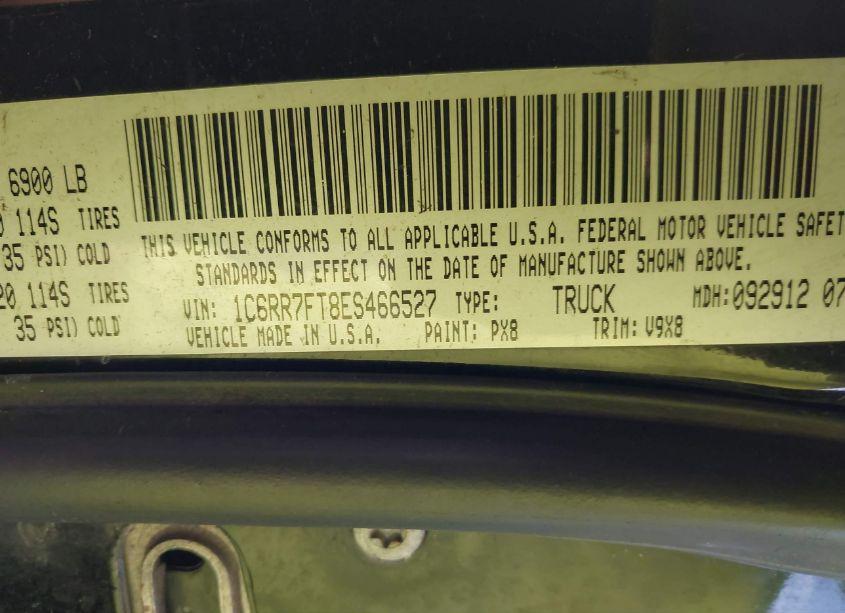 6900 LB
0 114S TIRES
35 PSI) COLD
20 114S TIRES
35 PSI) COLD
THIS VEHICLE CONFORMS TO ALL APPLICABLE U.S.A. FEDERAL MOTOR VEHICLE SAFET
STANDARDS IN EFFECT ON THE DATE OF MANUFACTURE SHOWN ABOVE.
VIN: 1C6RR7FT8ES466527 TYPE: TRUCK MDH:092912 07
VEHICLE MADE IN U.S.A. PAINT: PX8 TRIM: V9X8